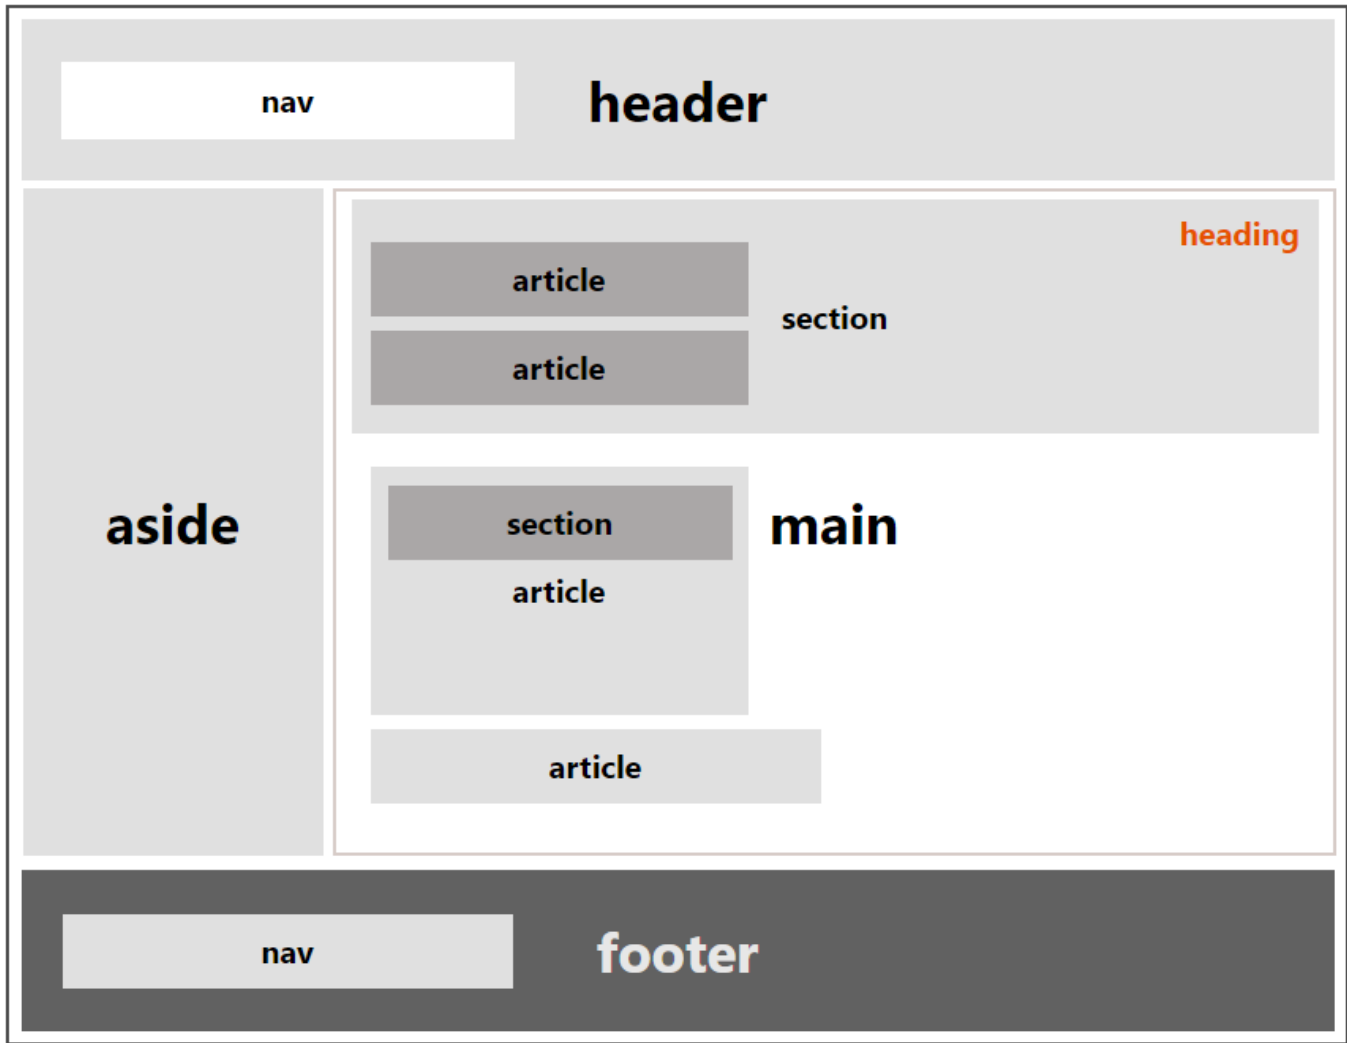 nav
header
heading
article
section
article
aside
section
main
article
article
nav
footer